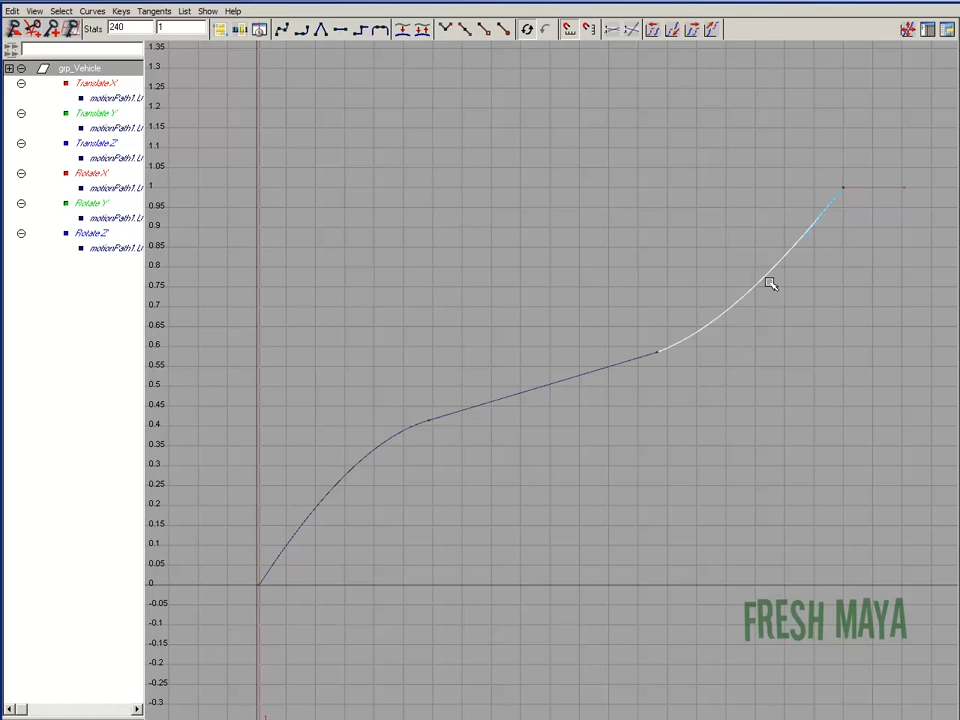 Edit View Select Curves Keys Tangents List Show Help
Stats 240 1
grp_Vehicle
Translate X
motionPath1.U
Translate Y
motionPath1.U
Translate Z
motionPath1.U
Rotate X
motionPath1.U
Rotate Y
motionPath1.U
Rotate Z
motionPath1.U
1.35
1.3
1.25
1.2
1.15
1.1
1.05
1
0.95
0.9
0.85
0.8
0.75
0.7
0.65
0.6
0.55
0.5
0.45
0.4
0.35
0.3
0.25
0.2
0.15
0.1
0.05
0
-0.05
-0.1
-0.15
-0.2
-0.25
-0.3
1
FRESH MAYA